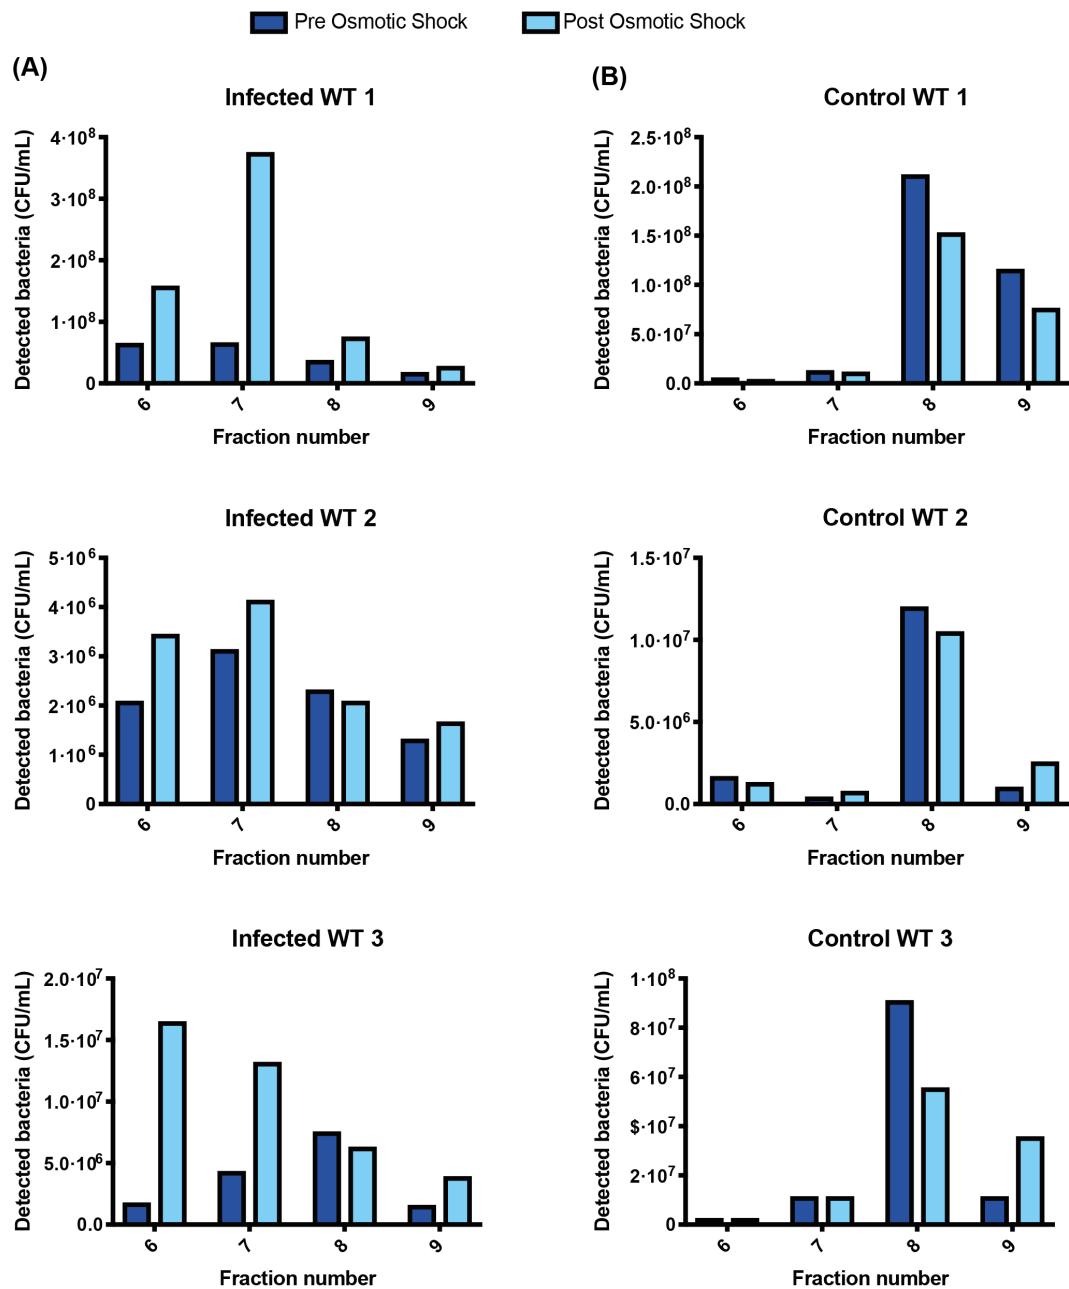 Pre Osmotic Shock Post Osmotic Shock
(A)
Infected WT 1
Detected bacteria (CFU/mL)
4·10⁸
3·10⁸
2·10⁸
1·10⁸
0
6 7 8 9
Fraction number
Infected WT 2
Detected bacteria (CFU/mL)
5·10⁶
4·10⁶
3·10⁶
2·10⁶
1·10⁶
0
6 7 8 9
Fraction number
Infected WT 3
Detected bacteria (CFU/mL)
2.0·10⁷
1.5·10⁷
1.0·10⁷
5.0·10⁶
0.0
6 7 8 9
Fraction number
(B)
Control WT 1
Detected bacteria (CFU/mL)
2.5·10⁸
2.0·10⁸
1.5·10⁸
1.0·10⁸
5.0·10⁷
0.0
6 7 8 9
Fraction number
Control WT 2
Detected bacteria (CFU/mL)
1.5·10⁷
1.0·10⁷
5.0·10⁶
0.0
6 7 8 9
Fraction number
Control WT 3
Detected bacteria (CFU/mL)
1·10⁸
8·10⁷
6·10⁷
$·10⁷
2·10⁷
0
6 7 8 9
Fraction number